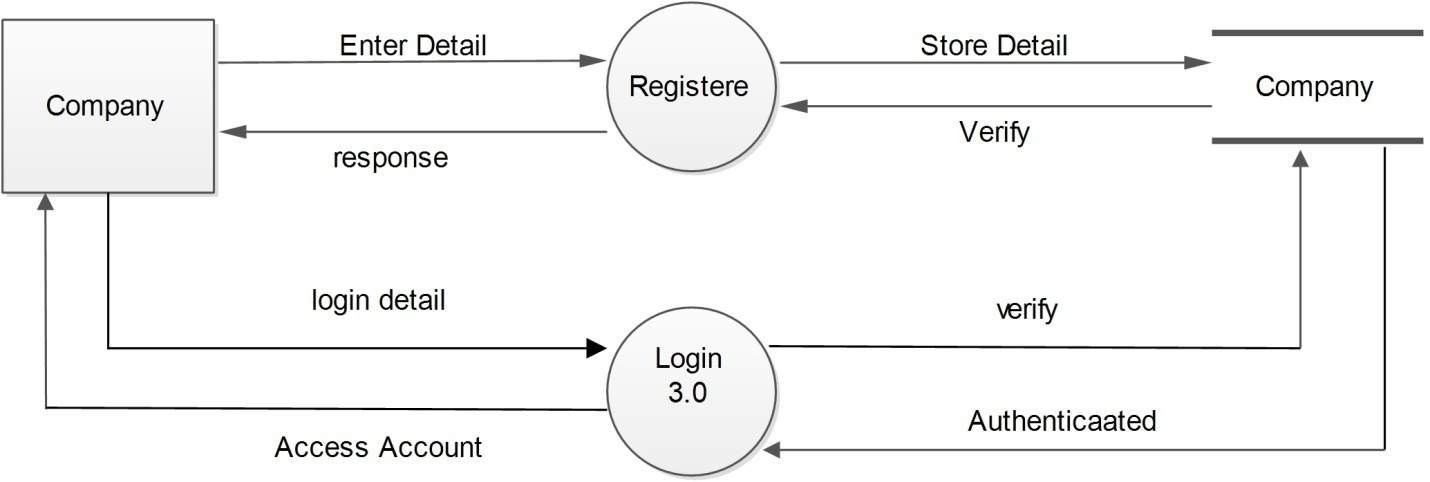 Enter Detail
Store Detail
Company
Registere
Company
response
Verify
login detail
verify
Login
3.0
Authenticaated
Access Account